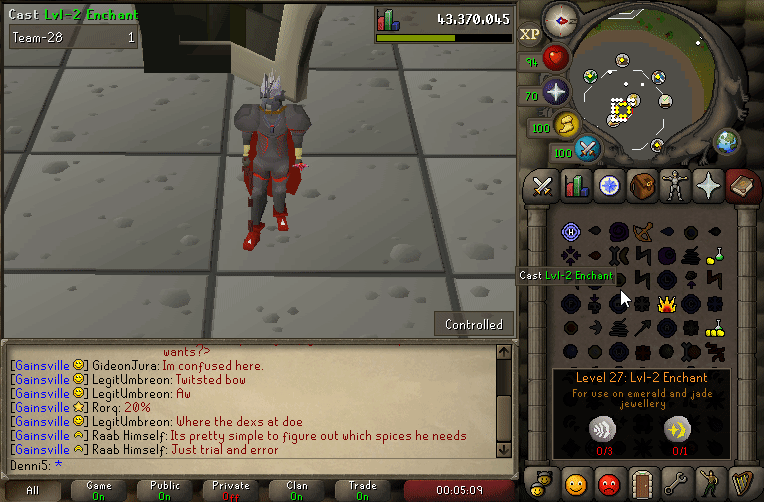 Cast Lvl-2 Enchant
Team-28 1
43,370,045
XP
94
70
100
100
H
Cast Lvl-2 Enchant
Controlled
Level 27: Lvl-2 Enchant
For use on emerald and jade
jewellery
0/3
0/1
wants?>
[Gainsville] GideonJura: Im confused here.
[Gainsville] LegitUmbreon: Twitsted bow
[Gainsville] LegitUmbreon: Aw
[Gainsville] Rorq: 20%
[Gainsville] LegitUmbreon: Where the dexs at doe
[Gainsville] Raab Himself: Its pretty simple to figure out which spices he needs
[Gainsville] Raab Himself: Just trial and error
Denni5: *
All
Game
On
Public
On
Private
Off
Clan
On
Trade
On
00:05:09